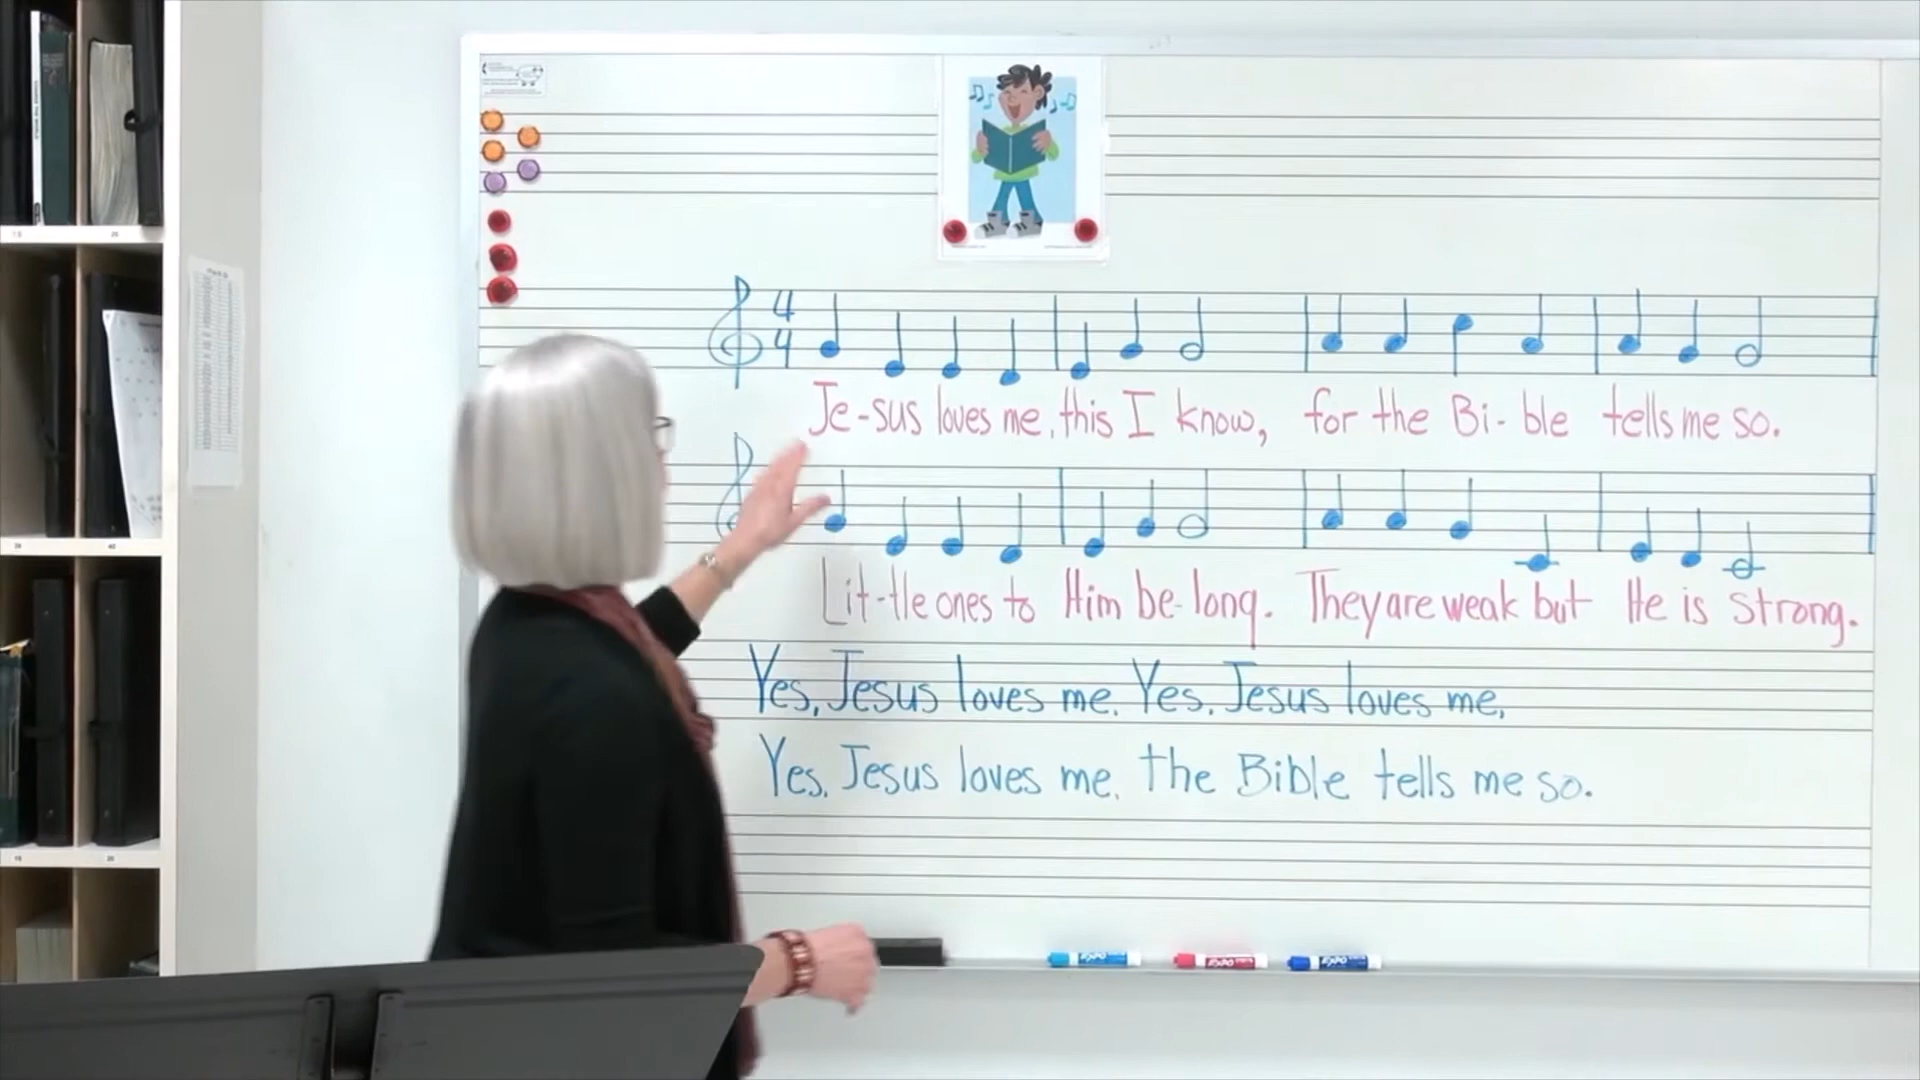 4
4
Je-sus loves me, this I know, for the Bi-ble tells me so.
Lit-tle ones to Him be-long. They are weak but He is strong.
Yes, Jesus loves me. Yes, Jesus loves me,
Yes, Jesus loves me, the Bible tells me so.